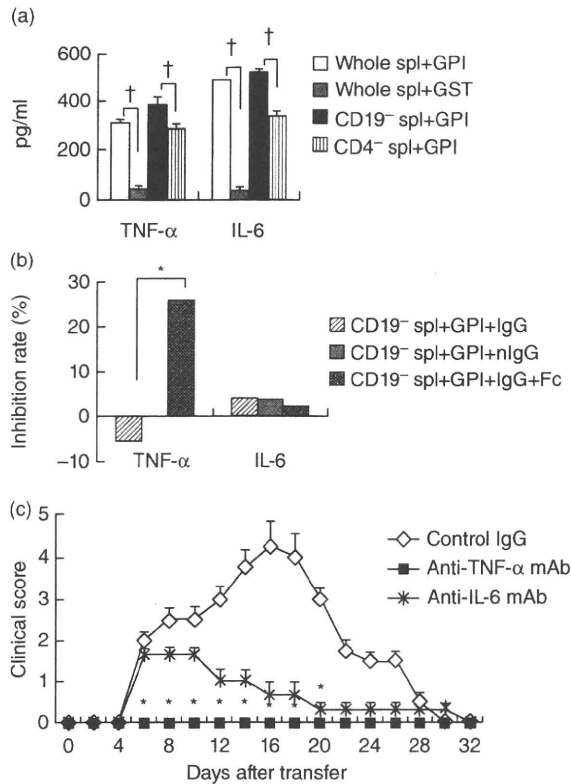 (a)
600
400
200
0
pg/ml
†
†
†
†
TNF-α
IL-6
Whole spl+GPI
Whole spl+GST
CD19⁻ spl+GPI
CD4⁻ spl+GPI
(b)
30
20
10
0
−10
Inhibition rate (%)
*
TNF-α
IL-6
CD19⁻ spl+GPI+IgG
CD19⁻ spl+GPI+nIgG
CD19⁻ spl+GPI+IgG+Fc
(c)
5
4
3
2
1
0
Clinical score
Control IgG
Anti-TNF-α mAb
Anti-IL-6 mAb
* * * * * * * * *
0 4 8 12 16 20 24 28 32
Days after transfer